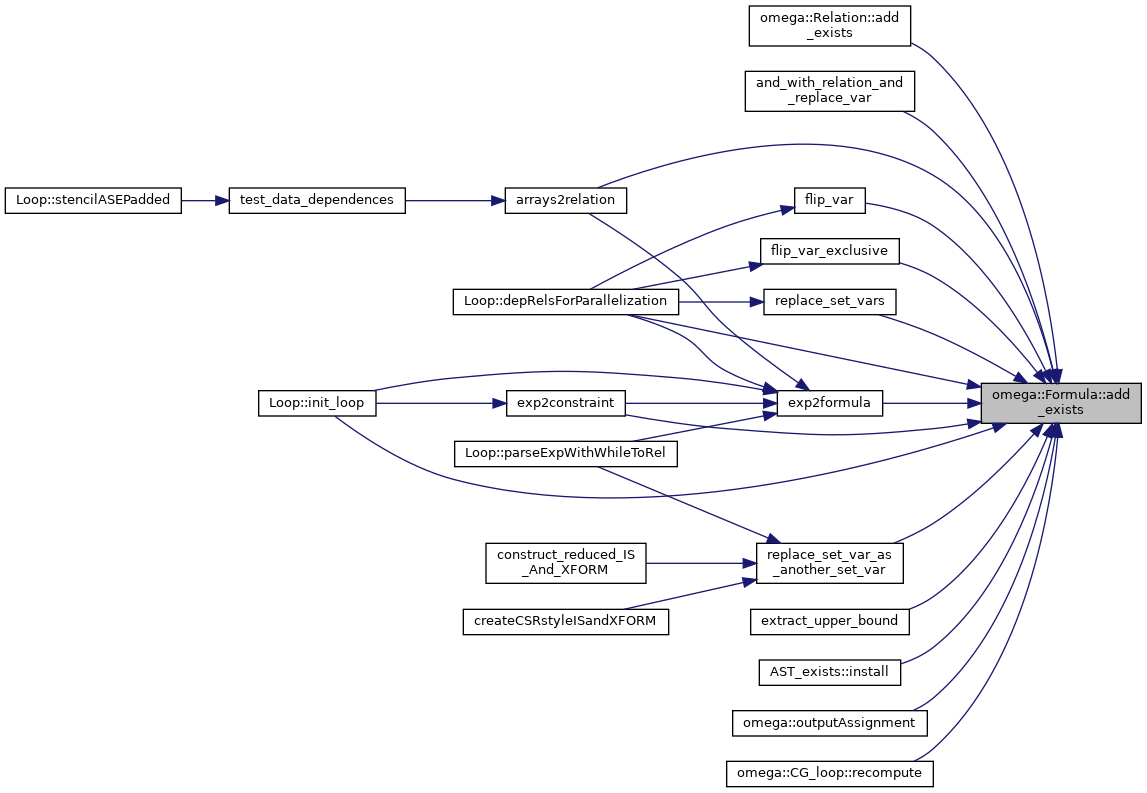 omega::Relation::add
_exists
and_with_relation_and
_replace_var
Loop::stencilASEPadded
test_data_dependences
arrays2relation
flip_var
flip_var_exclusive
Loop::depRelsForParallelization
replace_set_vars
Loop::init_loop
exp2constraint
exp2formula
omega::Formula::add
_exists
Loop::parseExpWithWhileToRel
construct_reduced_IS
_And_XFORM
replace_set_var_as
_another_set_var
createCSRstyleISandXFORM
extract_upper_bound
AST_exists::install
omega::outputAssignment
omega::CG_loop::recompute